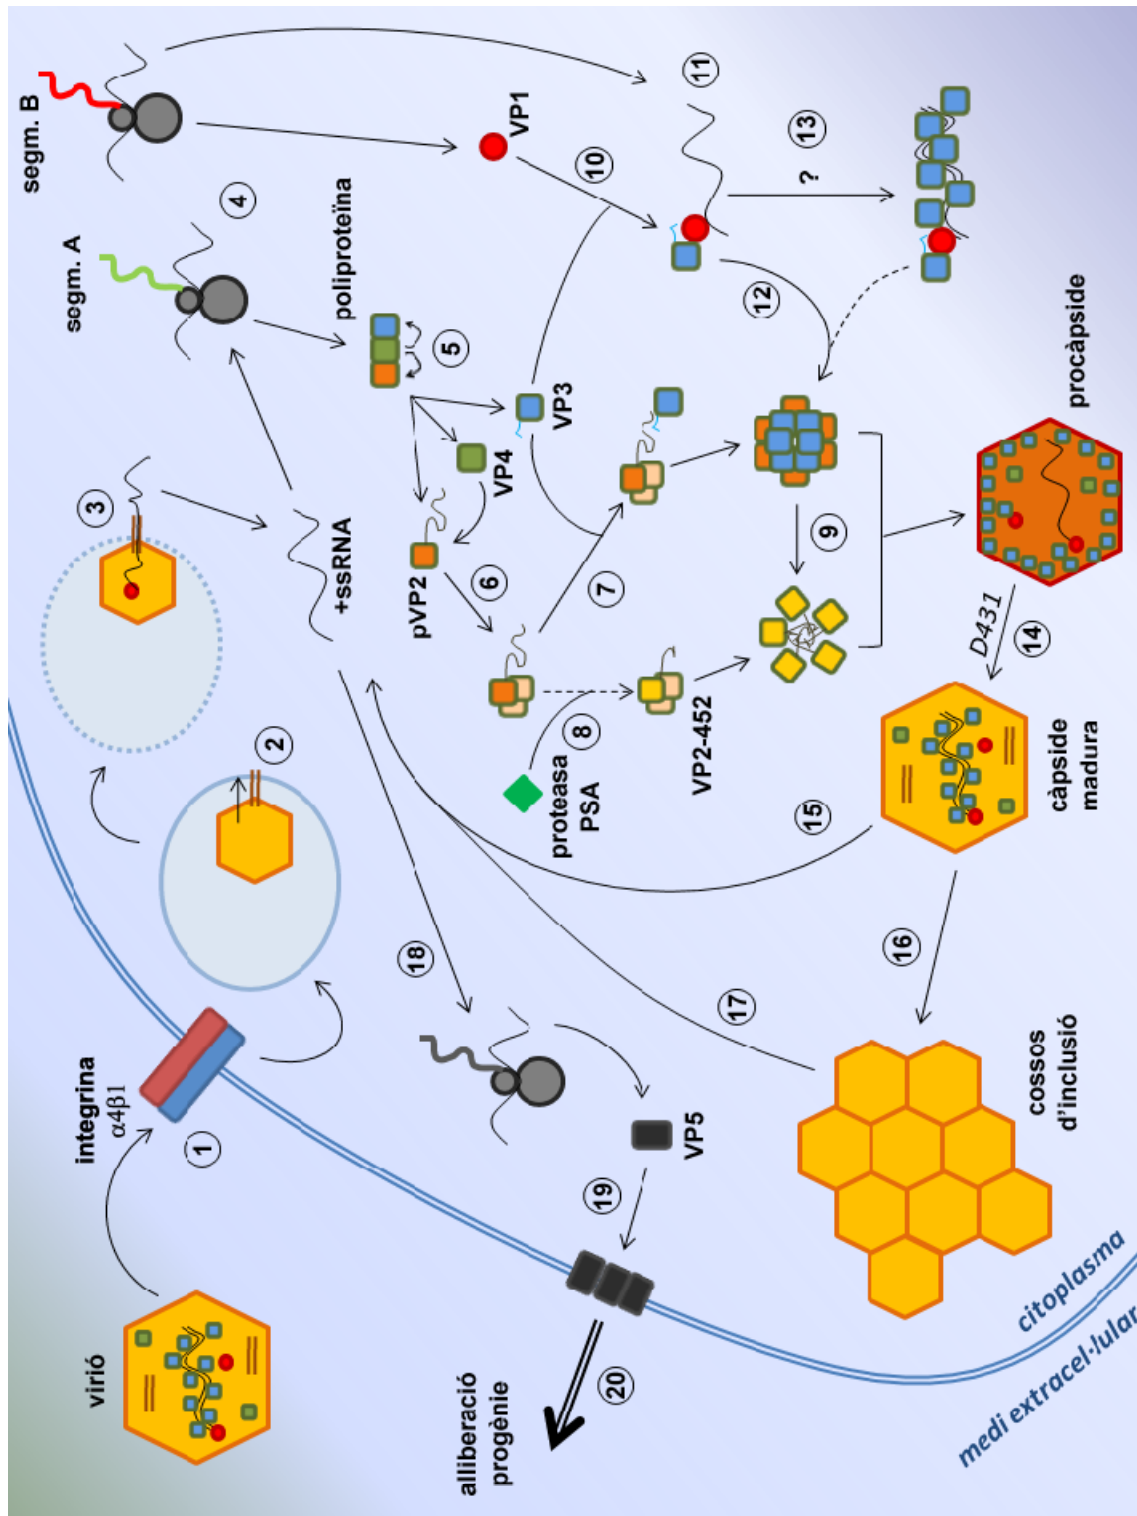 virió
1
integrina
α4β1
2
3
+ssRNA
segm. A
segm. B
4
poliproteïna
5
pVP2
VP4
VP3
VP1
6
7
proteasa
PSA
8
VP2-452
9
10
11
12
13
?
procàpside
D431
14
càpside
madura
15
16
cossos
d'inclusió
17
18
VP5
19
20
alliberació
progènie
citoplasma
medi extracel·lular